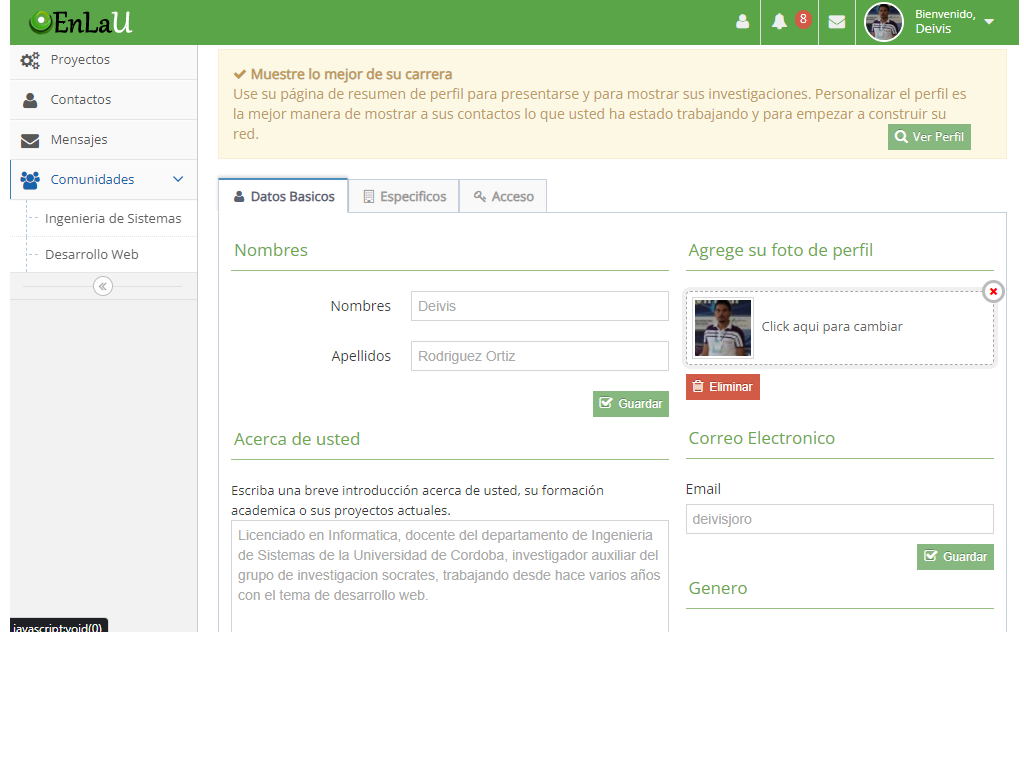 EnLaU
8
Bienvenido,
Deivis
Proyectos
Contactos
Mensajes
Comunidades
Ingenieria de Sistemas
Desarrollo Web
javascript:void(0)
Muestre lo mejor de su carrera
Use su página de resumen de perfil para presentarse y para mostrar sus investigaciones. Personalizar el perfil es
la mejor manera de mostrar a sus contactos lo que usted ha estado trabajando y para empezar a construir su
red.
Ver Perfil
Datos Basicos
Especificos
Acceso
Nombres
Nombres
Deivis
Apellidos
Rodriguez Ortiz
Guardar
Acerca de usted
Escriba una breve introducción acerca de usted, su formación
academica o sus proyectos actuales.
Licenciado en Informatica, docente del departamento de Ingenieria
de Sistemas de la Universidad de Cordoba, investigador auxiliar del
grupo de investigacion socrates, trabajando desde hace varios años
con el tema de desarrollo web.
Agrege su foto de perfil
Click aqui para cambiar
Eliminar
Correo Electronico
Email
deivisjoro
Guardar
Genero